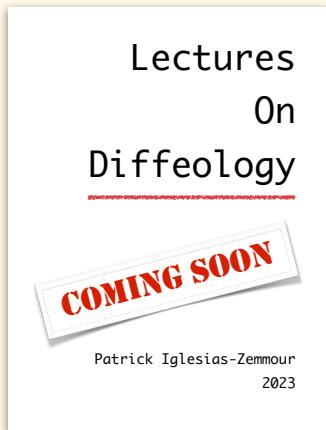 Lectures
On
Diffeology
COMING SOON
Patrick Iglesias-Zemmour
2023